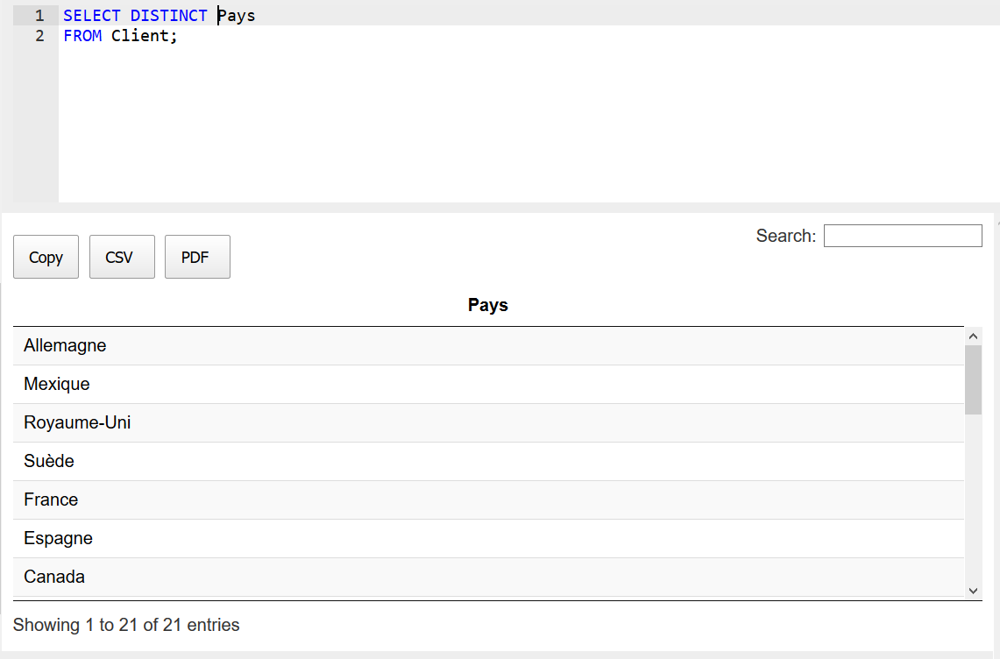 1 SELECT DISTINCT Pays
2 FROM Client;
Search:
Copy CSV PDF
Pays
Allemagne
Mexique
Royaume-Uni
Suède
France
Espagne
Canada
Showing 1 to 21 of 21 entries